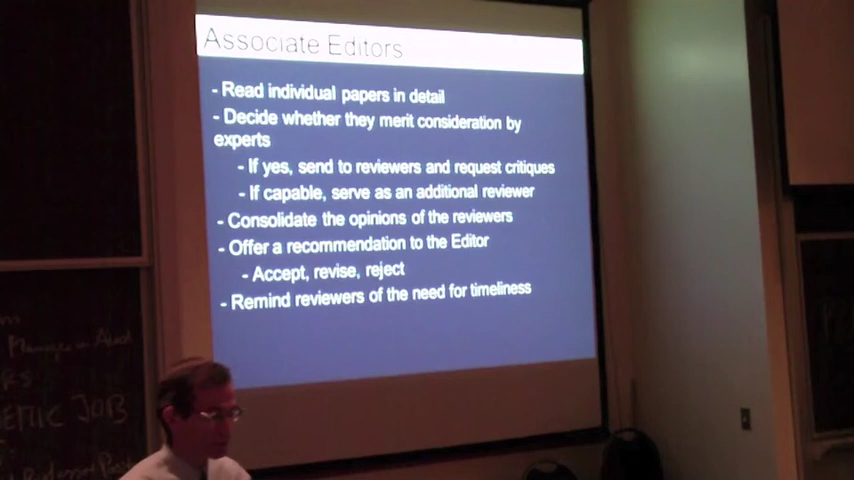 Associate Editors
- Read individual papers in detail
- Decide whether they merit consideration by
experts
- If yes, send to reviewers and request critiques
- If capable, serve as an additional reviewer
- Consolidate the opinions of the reviewers
- Offer a recommendation to the Editor
- Accept, revise, reject
- Remind reviewers of the need for timeliness
JOB